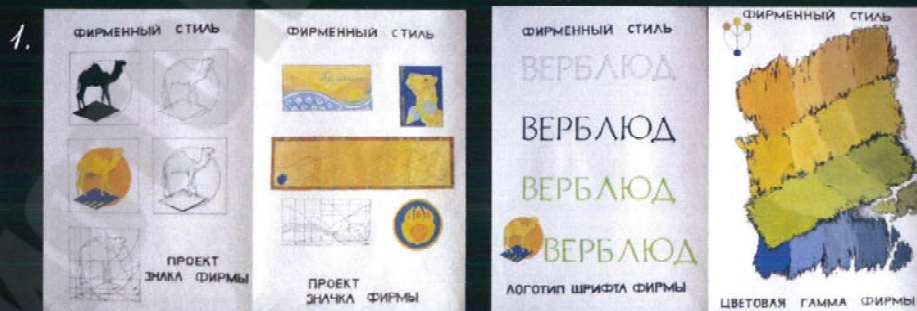 1.
ФИРМЕННЫЙ СТИЛЬ
ПРОЕКТ
ЗНАКА ФИРМЫ
ФИРМЕННЫЙ СТИЛЬ
ПРОЕКТ
ЗНАЧКА ФИРМЫ
ФИРМЕННЫЙ СТИЛЬ
ВЕРБЛЮД
ВЕРБЛЮД
ВЕРБЛЮД
ВЕРБЛЮД
ЛОГОТИП ШРИФТА ФИРМЫ
ФИРМЕННЫЙ СТИЛЬ
ЦВЕТОВАЯ ГАММА ФИРМЫ